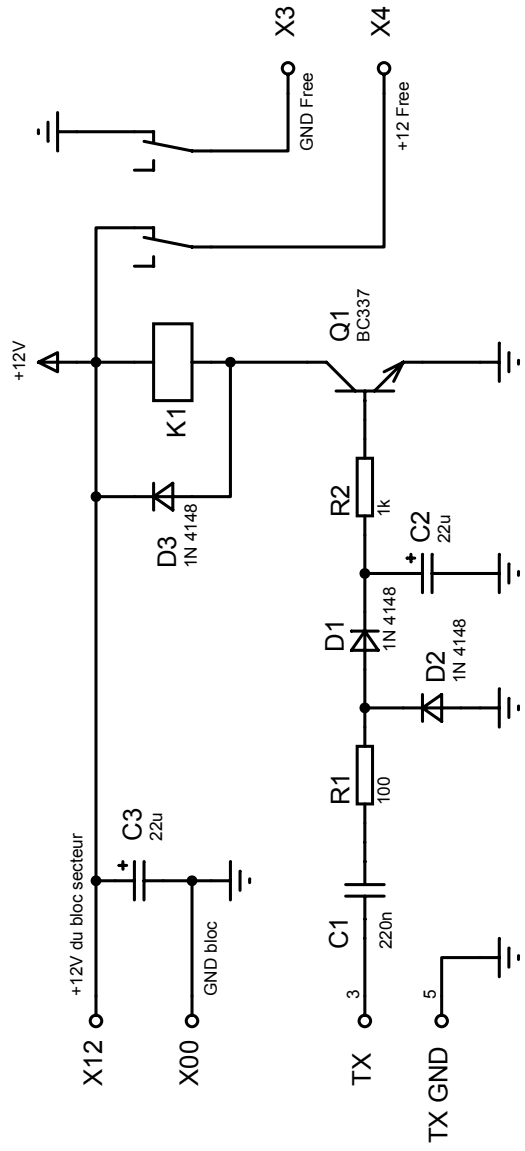 X12
+12V du bloc secteur
X00
GND bloc
C3
22u
D3
1N 4148
K1
+12V
GND Free
X3
+12 Free
X4
TX
3
C1
220n
R1
100
D1
1N 4148
D2
1N 4148
C2
22u
R2
1k
Q1
BC337
TX GND
5